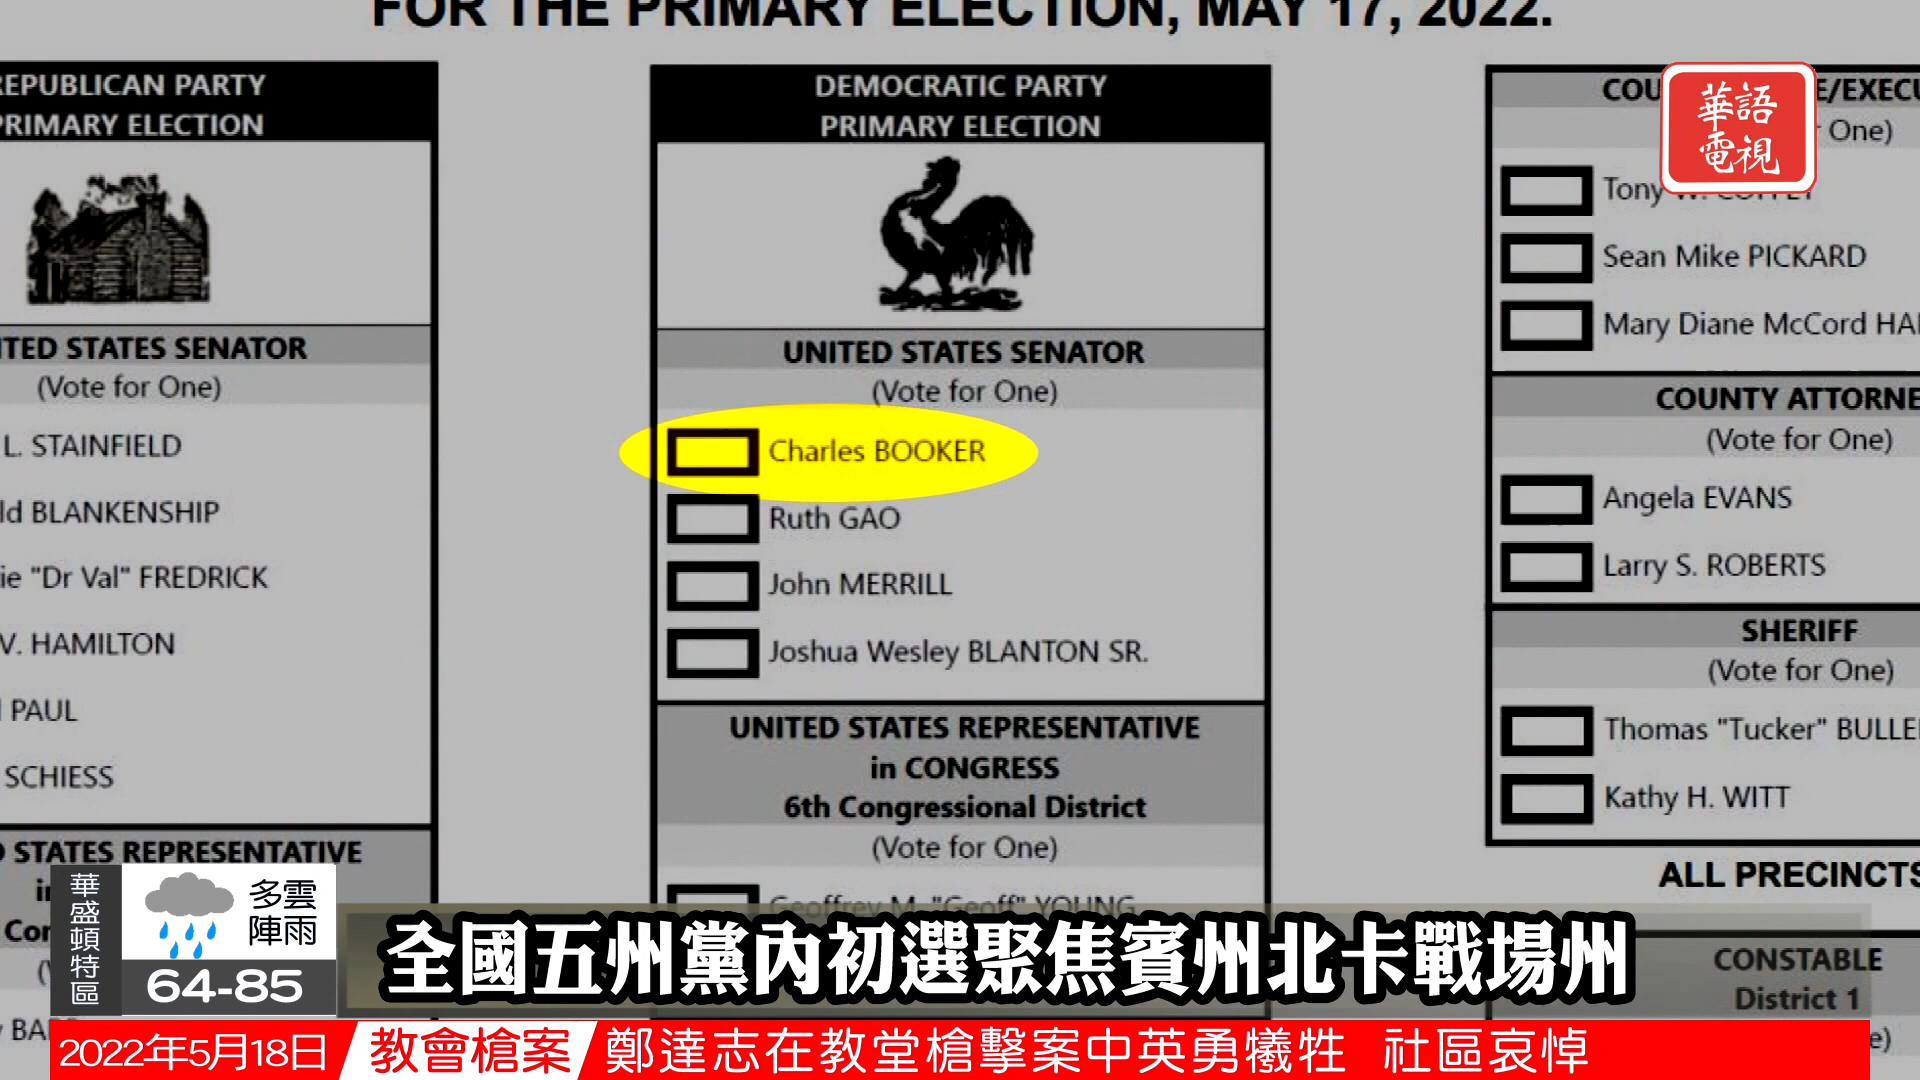 FOR THE PRIMARY ELECTION, MAY 17, 2022.
REPUBLICAN PARTY
PRIMARY ELECTION
UNITED STATES SENATOR
(Vote for One)
L. STAINFIELD
BLANKENSHIP
"Dr Val" FREDRICK
V. HAMILTON
PAUL
SCHIESS
STATES REPRESENTATIVE
DEMOCRATIC PARTY
PRIMARY ELECTION
UNITED STATES SENATOR
(Vote for One)
Charles BOOKER
Ruth GAO
John MERRILL
Joshua Wesley BLANTON SR.
UNITED STATES REPRESENTATIVE
in CONGRESS
6th Congressional District
(Vote for One)
Geoffrey M. "Geoff" YOUNG
One)
Tony W.
Sean Mike PICKARD
Mary Diane McCord
COUNTY
(Vote for One)
Angela EVANS
Larry S. ROBERTS
SHERIFF
(Vote for One)
Thomas "Tucker"
Kathy H. WITT
ALL PRECINCTS
CONSTABLE
District 1
華語
電視
華盛頓特區
多雲
陣雨
64-85
全國五州黨內初選聚焦賓州北卡戰場州
2022年5月18日
教會槍案
鄭達志在教堂槍擊案中英勇犧牲 社區哀悼